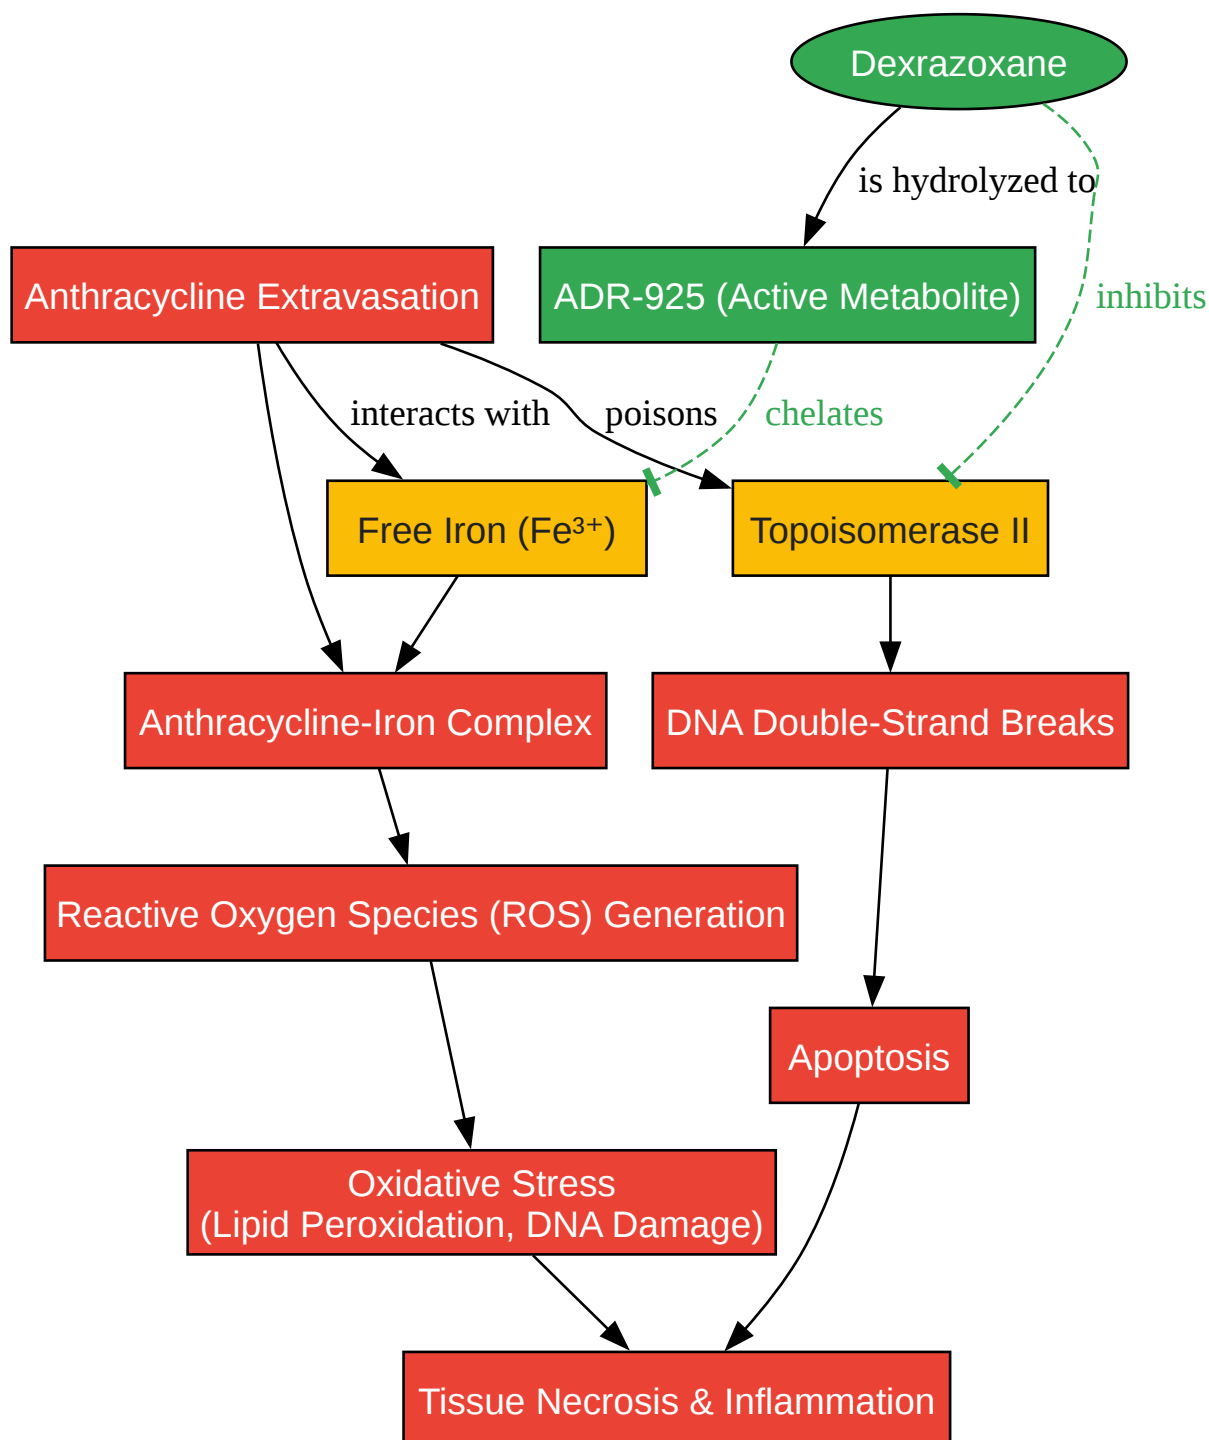 Dexrazoxane
is hydrolyzed to
Anthracycline Extravasation
ADR-925 (Active Metabolite)
inhibits
interacts with
poisons
chelates
Free Iron (Fe³⁺)
Topoisomerase II
Anthracycline-Iron Complex
DNA Double-Strand Breaks
Reactive Oxygen Species (ROS) Generation
Apoptosis
Oxidative Stress
(Lipid Peroxidation, DNA Damage)
Tissue Necrosis & Inflammation